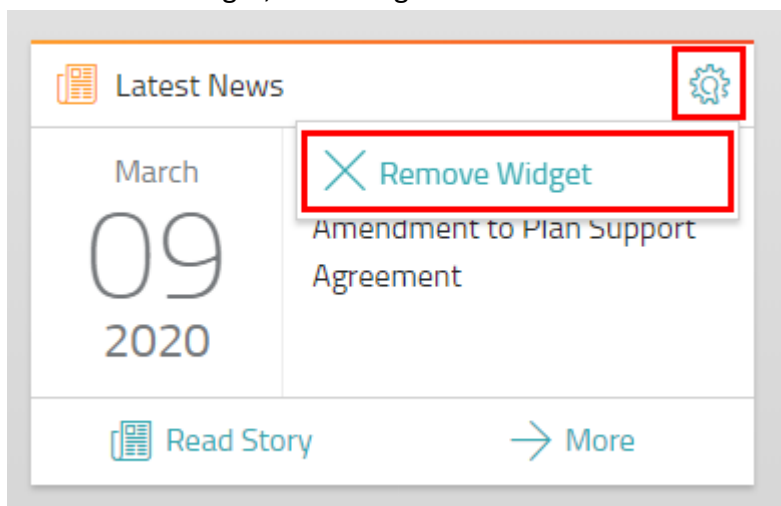 Latest News
March
09
2020
Remove Widget
Amendment to Plan Support
Agreement
Read Story
More